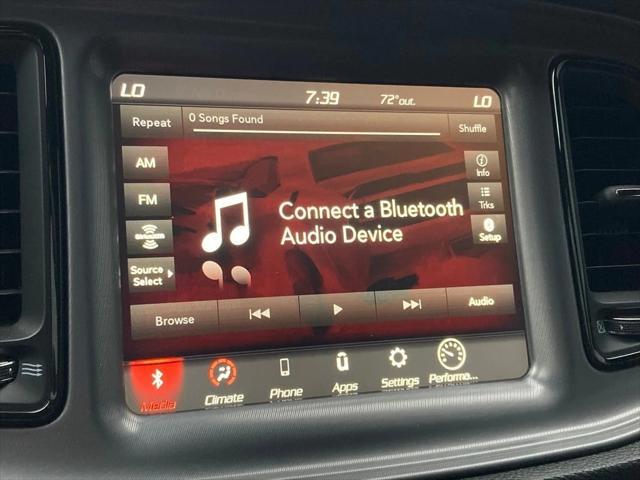 LO 7:39 72°out. LO
Repeat 0 Songs Found Shuffle
AM
FM
Source
Select
Connect a Bluetooth
Audio Device
Info
Trks
Setup
Browse Audio
Media Climate Phone Apps Settings Performa...